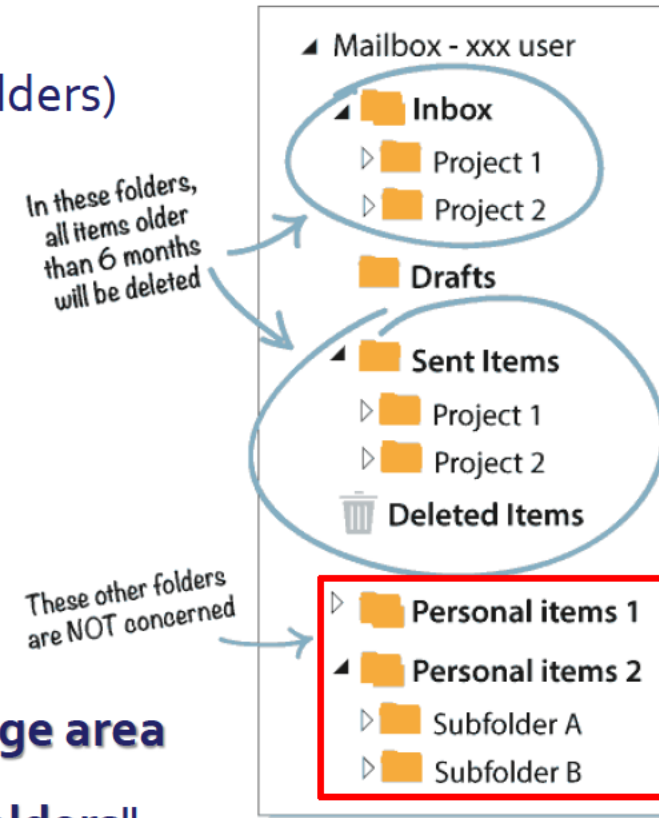 lders)
In these folders,
all items older
than 6 months
will be deleted
These other folders
are NOT concerned
ge area
olders"
Mailbox - xxx user
Inbox
Project 1
Project 2
Drafts
Sent Items
Project 1
Project 2
Deleted Items
Personal items 1
Personal items 2
Subfolder A
Subfolder B